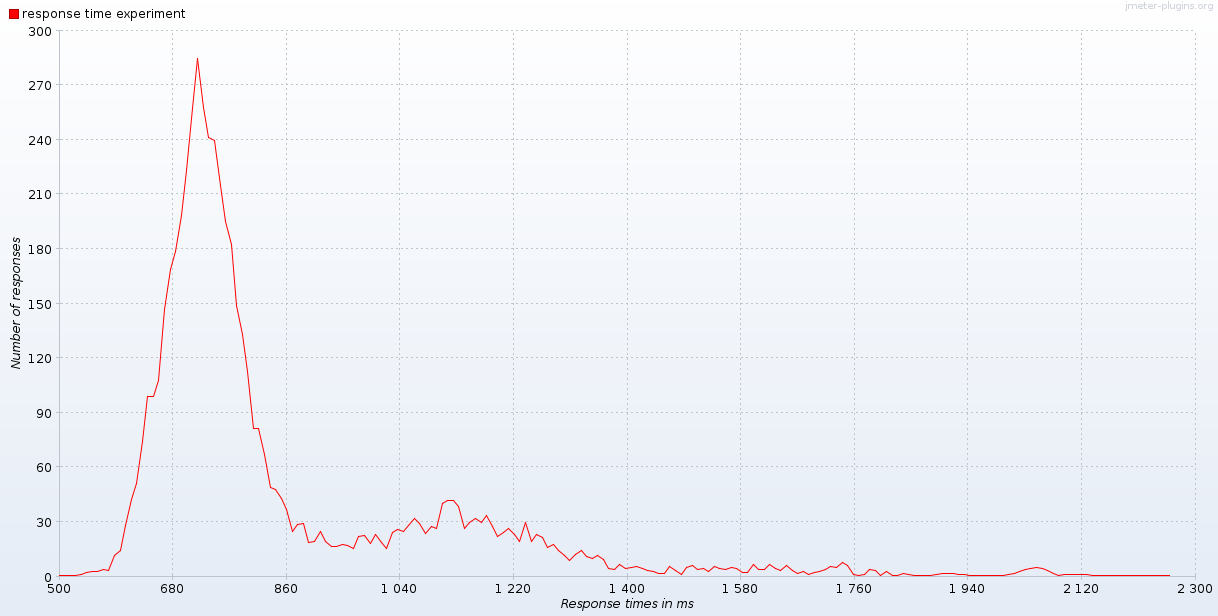 response time experiment
jmeter-plugins.org
300
270
240
210
180
150
120
90
60
30
0
Number of responses
500 680 860 1 040 1 220 1 400 1 580 1 760 1 940 2 120 2 300
Response times in ms